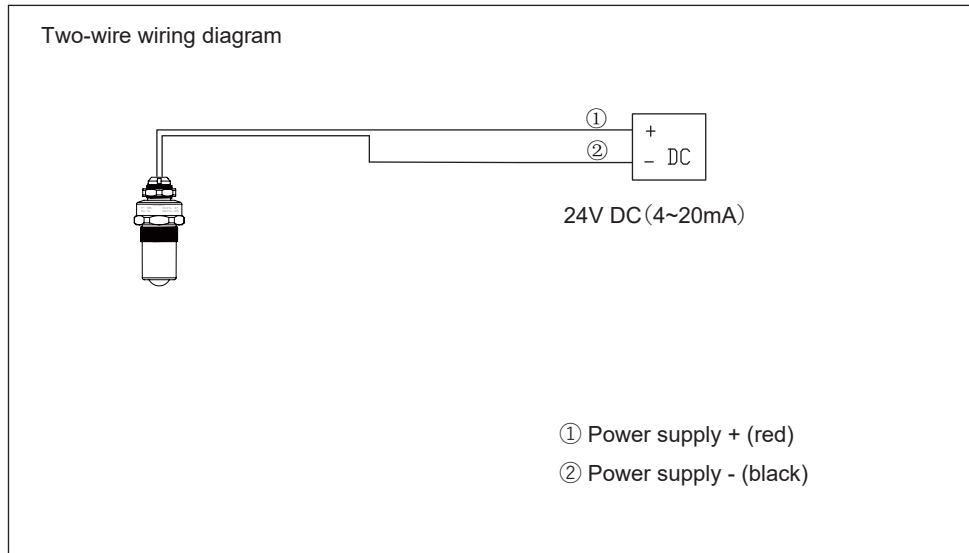 Two-wire wiring diagram
①
+
②
− DC
24V DC（4~20mA）
① Power supply + (red)
② Power supply - (black)